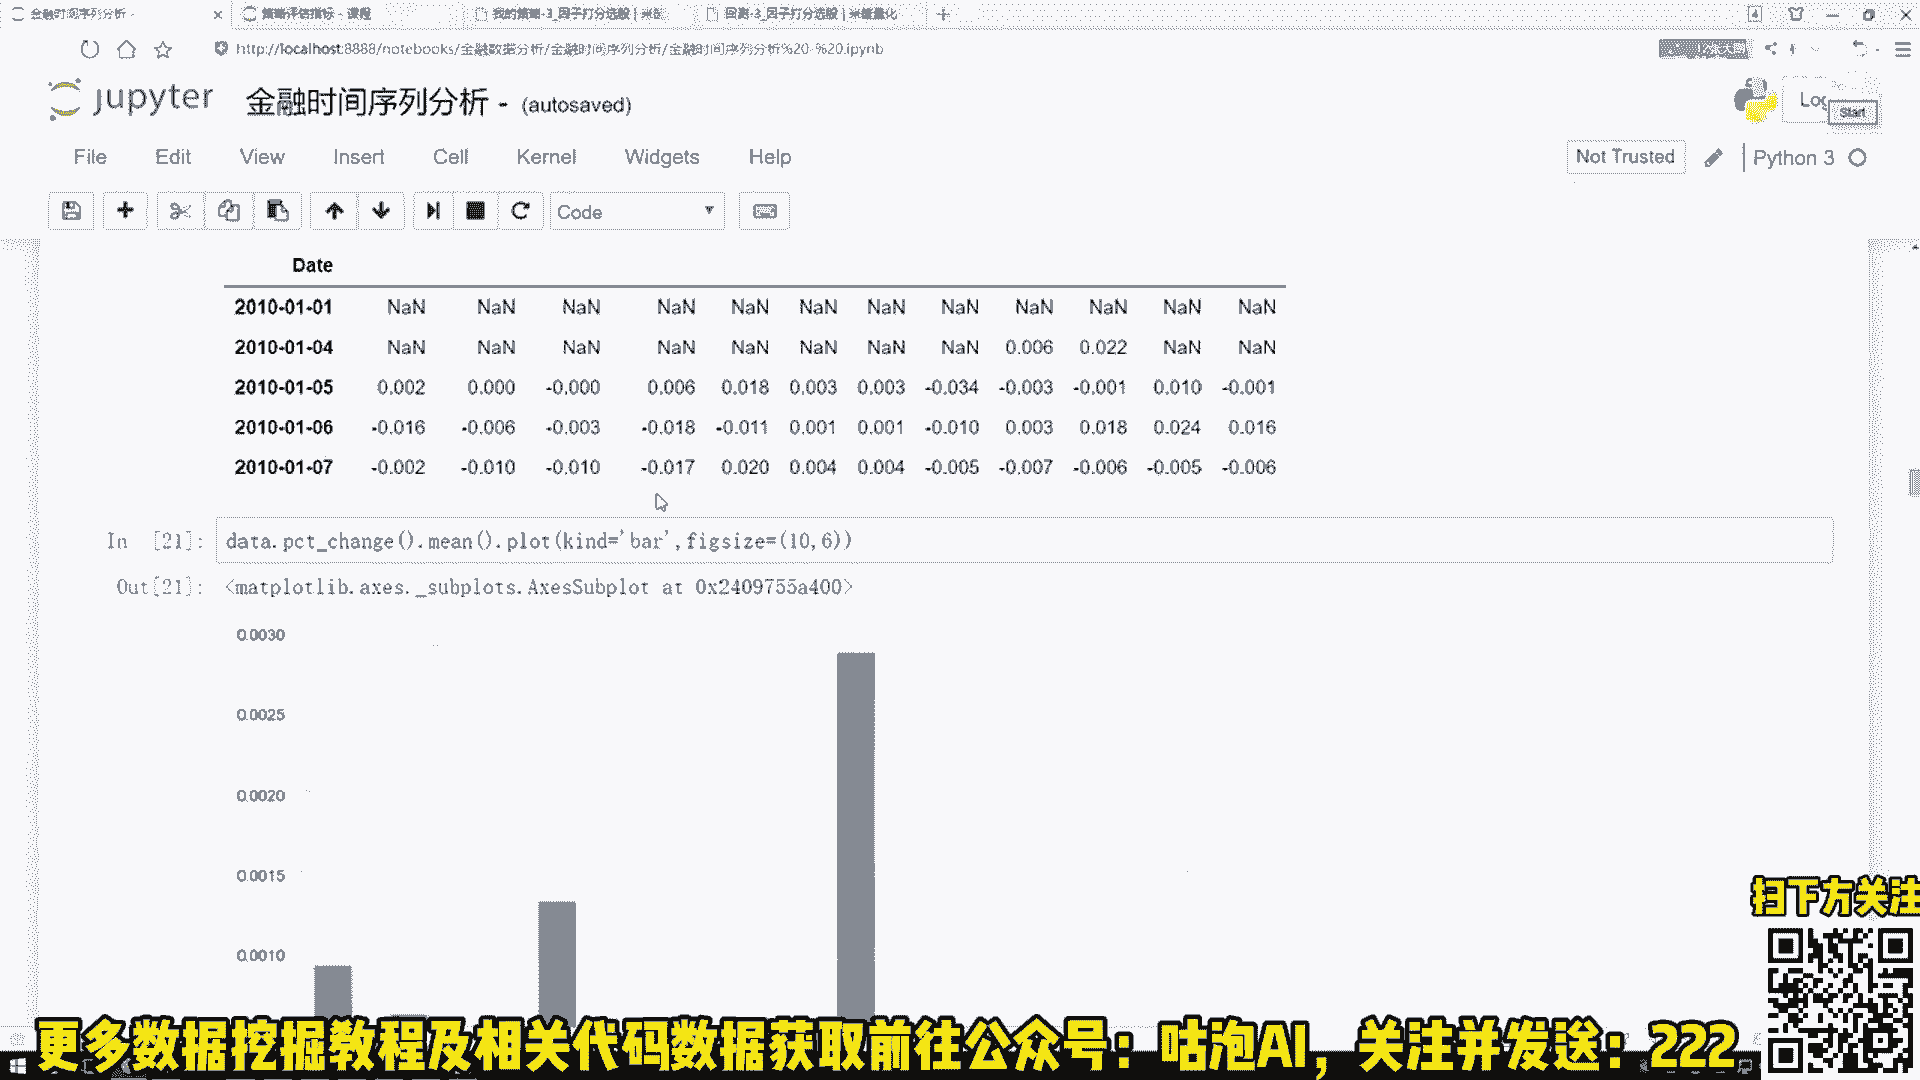 金融时间序列分析 -
策略评估指标 - 课程
我的策略-3_因子打分选股 | 米筐
回测-3_因子打分选股 | 米筐量化
http://localhost:8888/notebooks/金融数据分析/金融时间序列分析/金融时间序列分析%20-%20.ipynb
jupyter 金融时间序列分析 - (autosaved)
Start
File Edit View Insert Cell Kernel Widgets Help
Not Trusted Python 3
Code
Date
2010-01-01 NaN NaN NaN NaN NaN NaN NaN NaN NaN NaN NaN NaN
2010-01-04 NaN NaN NaN NaN NaN NaN NaN NaN 0.006 0.022 NaN NaN
2010-01-05 0.002 0.000 -0.000 0.006 0.018 0.003 0.003 -0.034 -0.003 -0.001 0.010 -0.001
2010-01-06 -0.016 -0.006 -0.003 -0.018 -0.011 0.001 0.001 -0.010 0.003 0.018 0.024 0.016
2010-01-07 -0.002 -0.010 -0.010 -0.017 0.020 0.004 0.004 -0.005 -0.007 -0.006 -0.005 -0.006
In [21]: data.pct_change().mean().plot(kind='bar',figsize=(10,6))
Out[21]: <matplotlib.axes._subplots.AxesSubplot at 0x2409755a400>
0.0030
0.0025
0.0020
0.0015
0.0010
扫下方关注
更多数据挖掘教程及相关代码数据获取前往公众号：咕泡AI，关注并发送：222